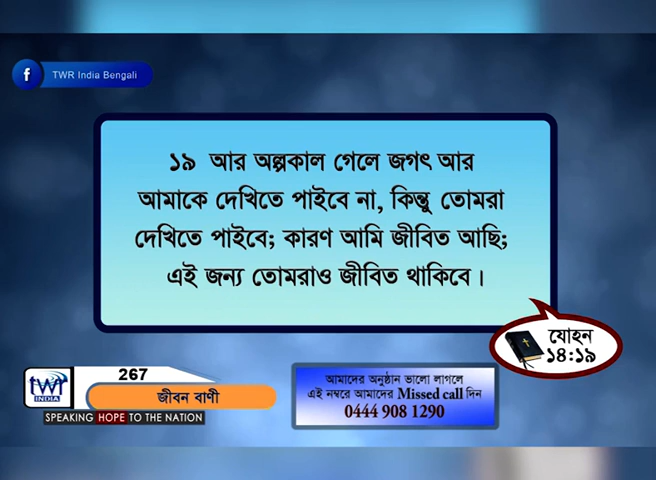 f TWR India Bengali
১৯ আর অল্পকাল গেলে জগৎ আর
আমাকে দেখিতে পাইবে না, কিন্তু তোমরা
দেখিতে পাইবে; কারণ আমি জীবিত আছি;
এই জন্য তোমরাও জীবিত থাকিবে।
যোহন
১৪:১৯
267
twr
INDIA
জীবন বাণী
SPEAKING HOPE TO THE NATION
আমাদের অনুষ্ঠান ভালো লাগলে
এই নম্বরে আমাদের Missed call দিন
0444 908 1290